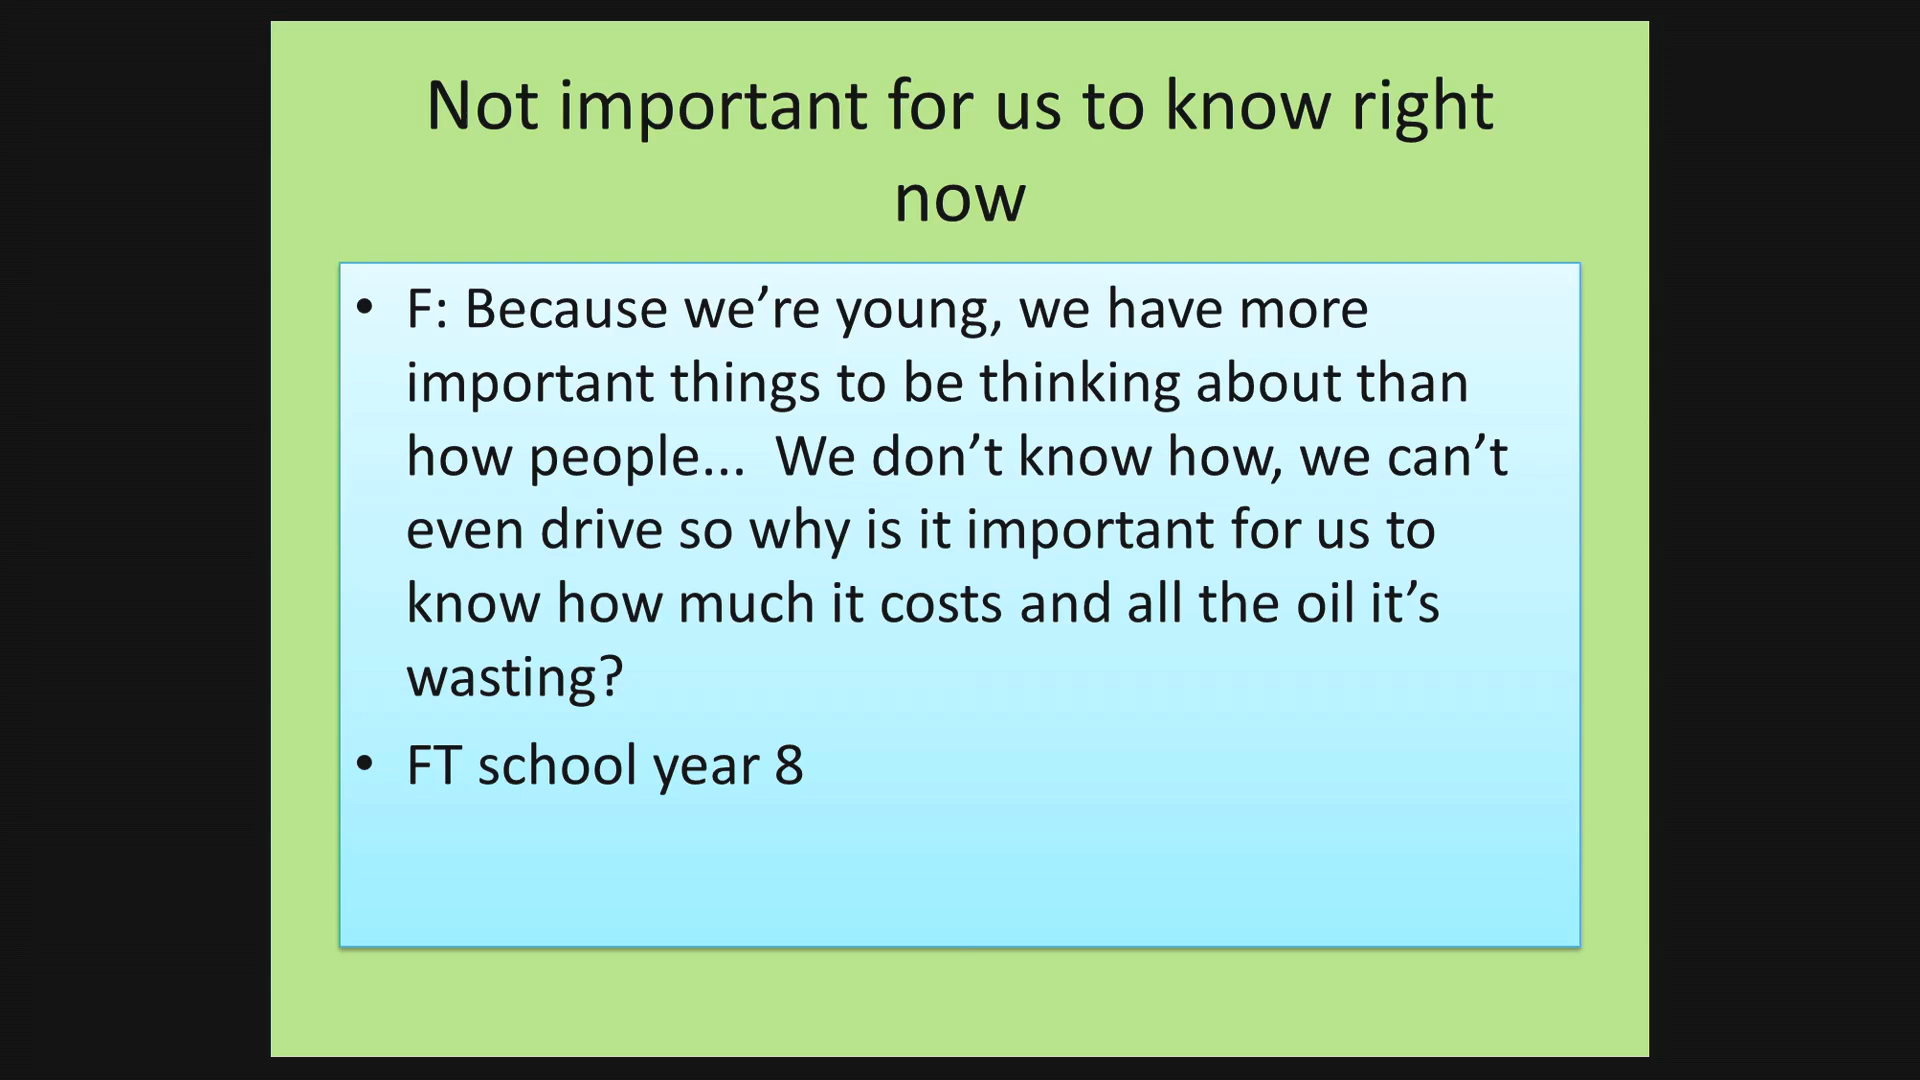 Not important for us to know right
now
• F: Because we’re young, we have more
important things to be thinking about than
how people...  We don’t know how, we can’t
even drive so why is it important for us to
know how much it costs and all the oil it’s
wasting?
• FT school year 8